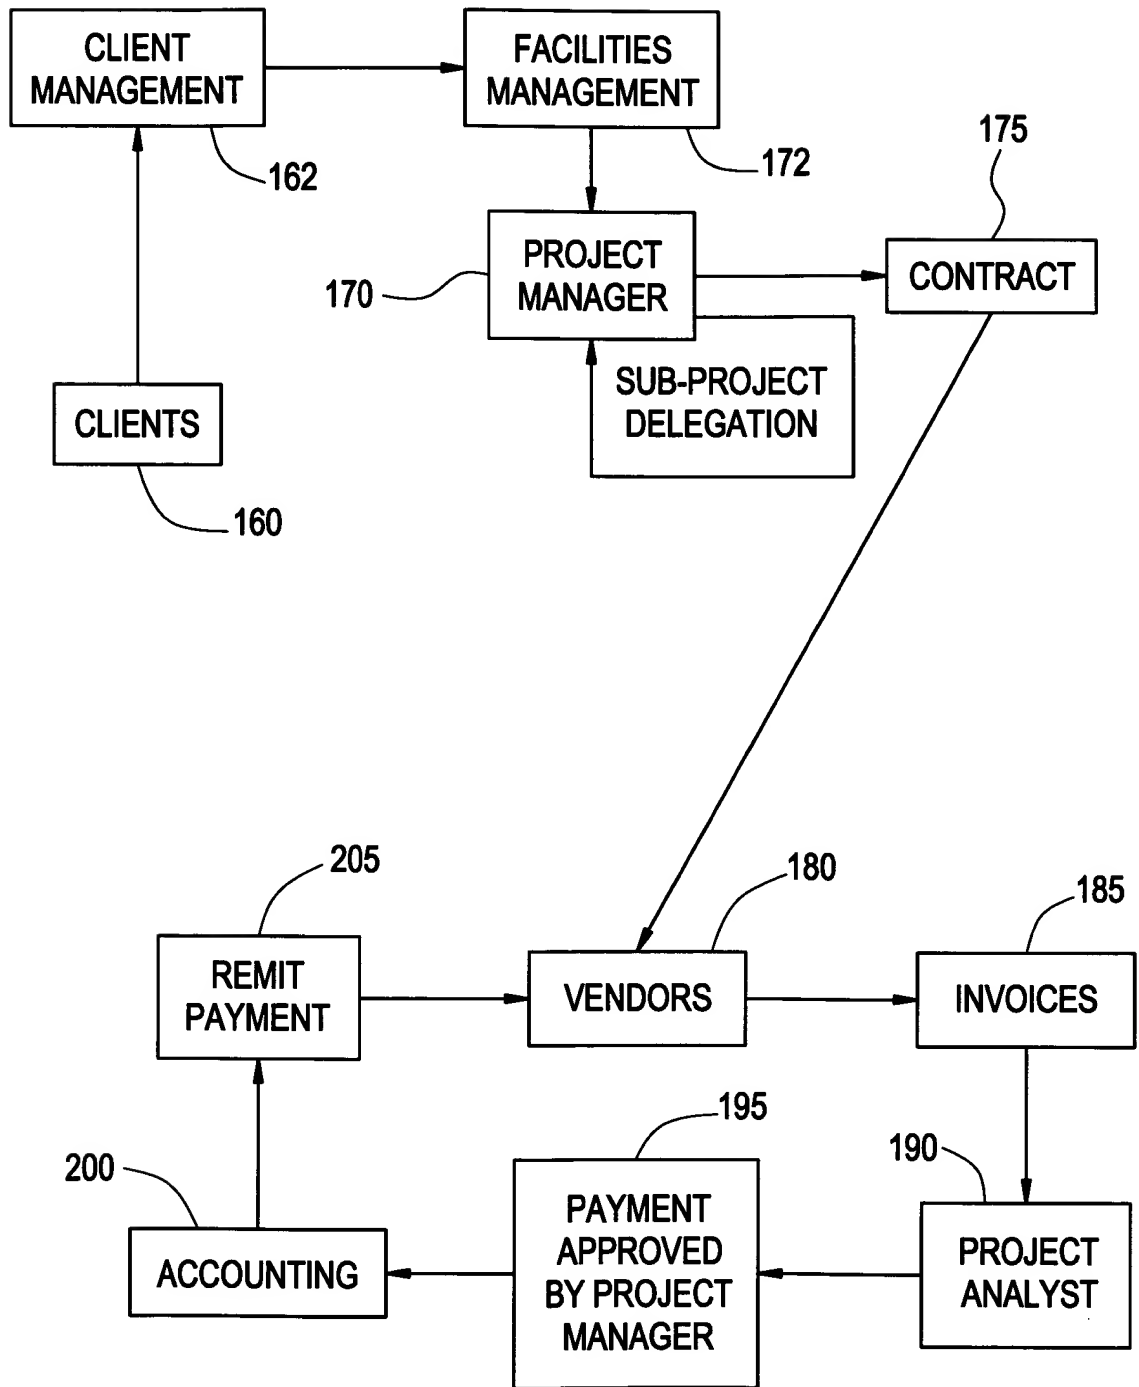 CLIENT
MANAGEMENT
162
FACILITIES
MANAGEMENT
172
175
PROJECT
MANAGER
170
CONTRACT
SUB-PROJECT
DELEGATION
CLIENTS
160
205
180
185
REMIT
PAYMENT
VENDORS
INVOICES
195
190
200
PAYMENT
APPROVED
BY PROJECT
MANAGER
PROJECT
ANALYST
ACCOUNTING